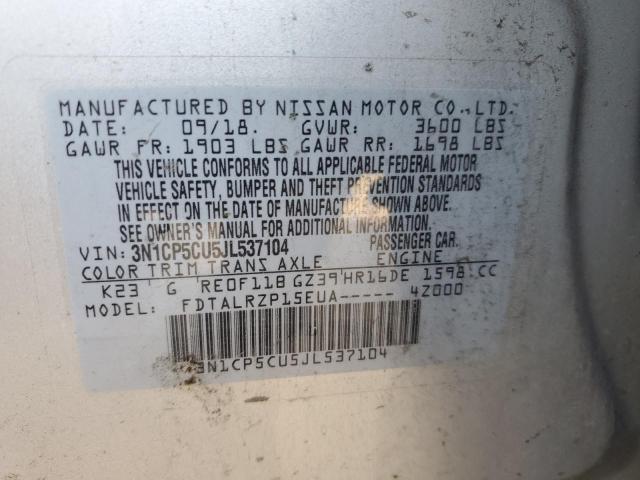 MANUFACTURED BY NISSAN MOTOR CO., LTD.
DATE: 09/18. GVWR: 3600 LBS
GAWR FR: 1903 LBS GAWR RR: 1698 LBS
THIS VEHICLE CONFORMS TO ALL APPLICABLE FEDERAL MOTOR
VEHICLE SAFETY, BUMPER AND THEFT PREVENTION STANDARDS
IN EFFECT ON THE DATE OF MANUFACTURE SHOWN ABOVE.
SEE OWNER'S MANUAL FOR ADDITIONAL INFORMATION.
VIN: 3N1CP5CU5JL537104 PASSENGER CAR.
COLOR TRIM TRANS AXLE ENGINE
K23 G RE0F11B GZ39 HR16DE 1598 CC
MODEL: FDTALRZP15EUA----- 4Z000
3N1CP5CU5JL537104